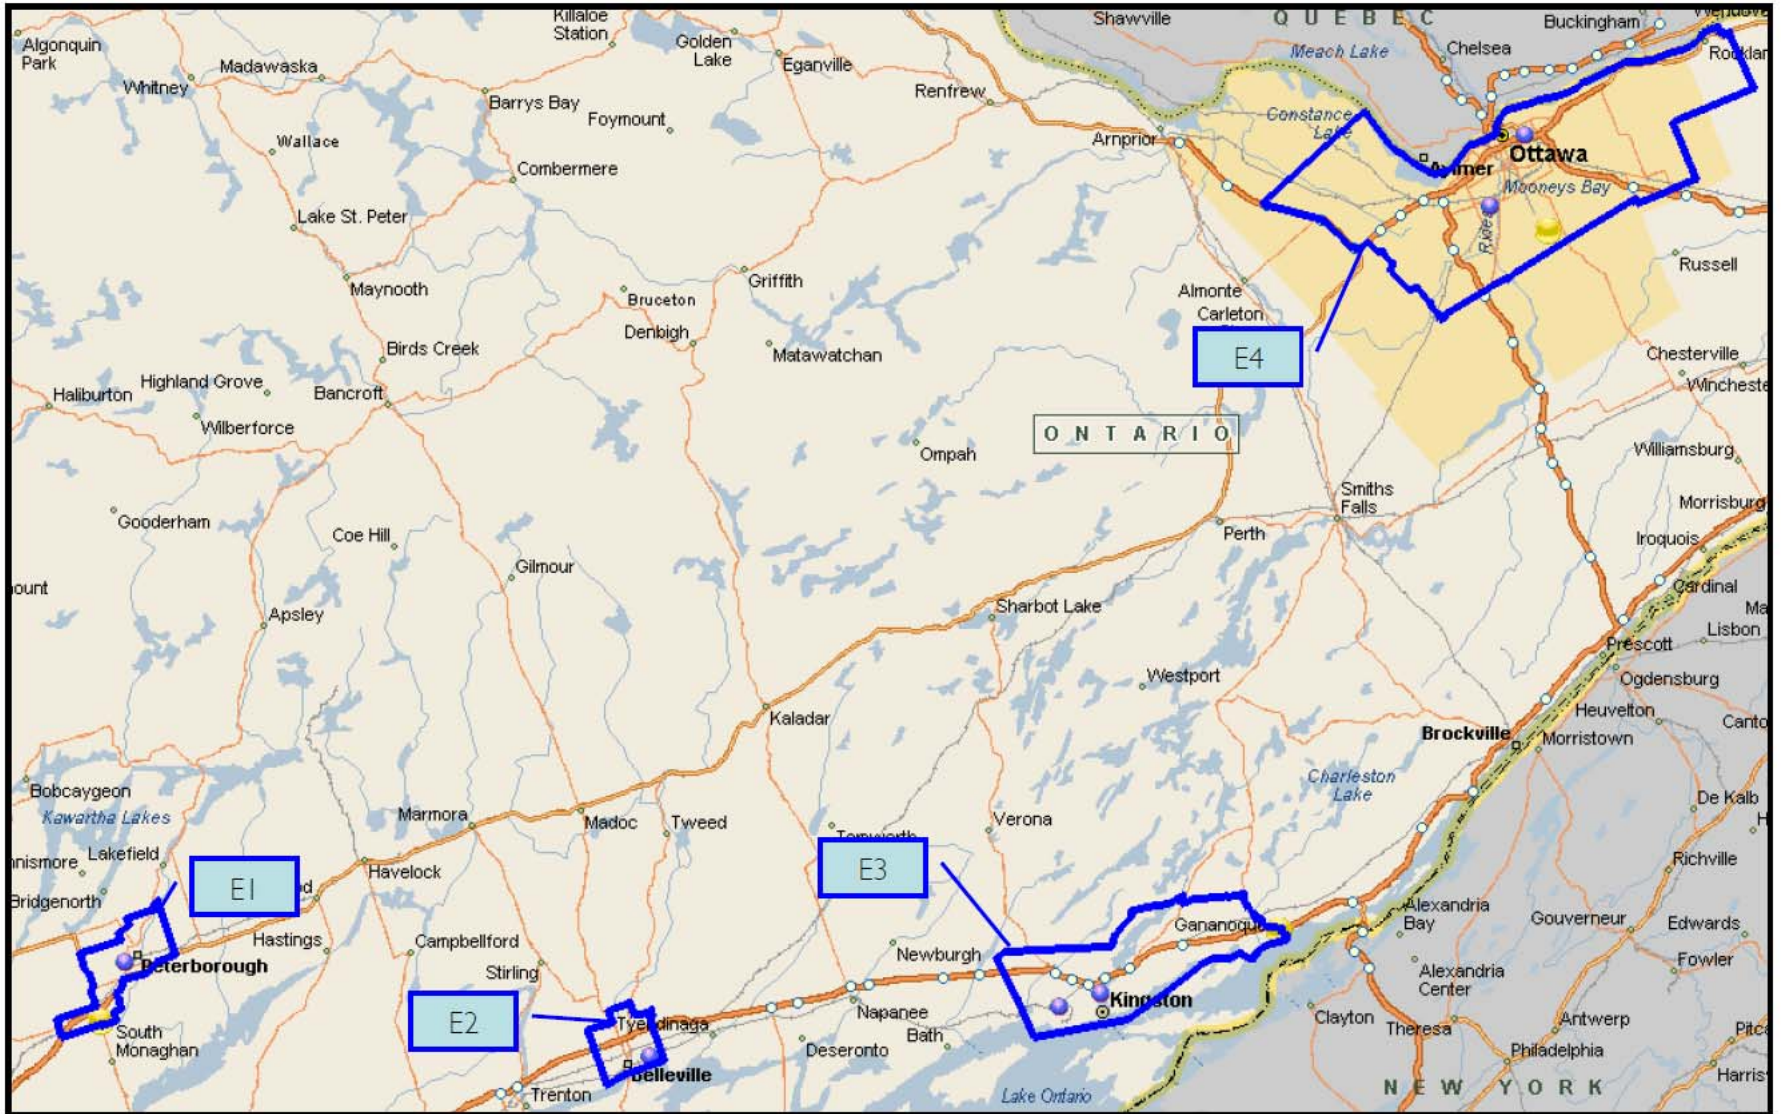 Killaloe
Station
Shawville
QUEBEC
Buckingham
Algonquin
Park
Golden
Lake
Meach Lake
Chelsea
Madawaska
Eganville
Whitney
Renfrew
Barrys Bay
Foymount
Constance
Lake
Wallace
Arnprior
Ottawa
Combermere
Mooneys Bay
Lake St. Peter
Russell
Maynooth
Griffith
Almonte
Bruceton
Carleton
Denbigh
E4
Birds Creek
Matawatchan
Chesterville
Highland Grove
Haliburton
Bancroft
Wilberforce
ONTARIO
Ompah
Williamsburg
Smiths
Falls
Morrisburg
Gooderham
Coe Hill
Perth
Iroquois
Gilmour
ount
Cardinal
Apsley
Sharbot Lake
Ma
Lisbon
Prescott
Westport
Ogdensburg
Kaladar
Heuvelton
Canto
Brockville
Morristown
Charleston
Lake
Bobcaygeon
De Kalb
Kawartha Lakes
Marmora
Madoc
Tweed
Verona
H
Lakefield
nnismore
Richville
E1
E3
Havelock
Bridgenorth
Alexandria
Bay
Gananoque
Gouverneur
Edwards
Hastings
Campbellford
Newburgh
Peterborough
Stirling
Fowler
Alexandria
Center
Kingston
E2
Tyendinaga
Napanee
Clayton
Theresa
Antwerp
South
Monaghan
Bath
Deseronto
Philadelphia
Belleville
Harris
Trenton
Lake Ontario
NEW YORK